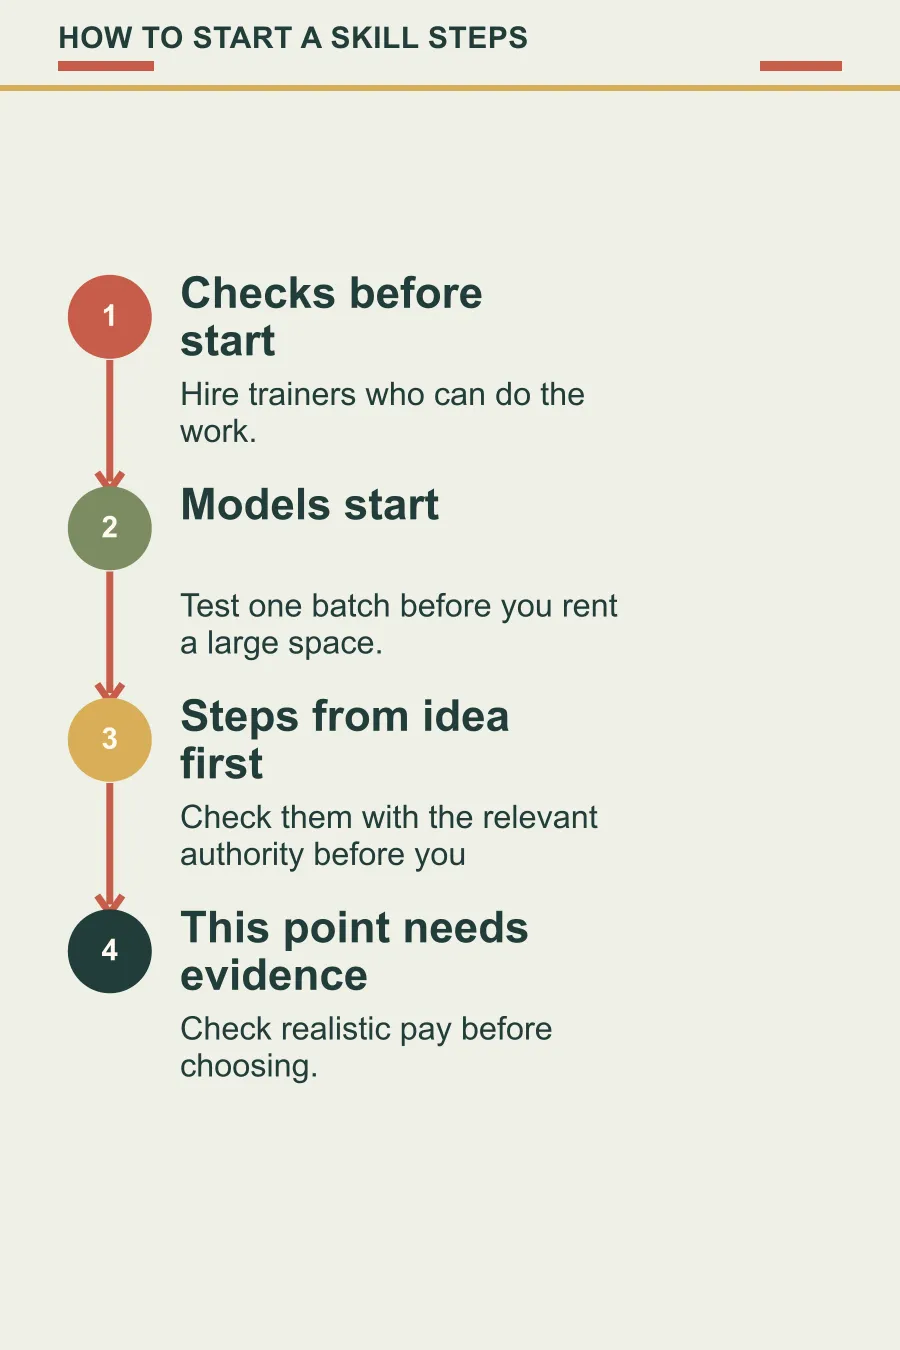 HOW TO START A SKILL STEPS
1
Checks before
start
Hire trainers who can do the
work.
2
Models start
Test one batch before you rent
a large space.
3
Steps from idea
first
Check them with the relevant
authority before you
4
This point needs
evidence
Check realistic pay before
choosing.